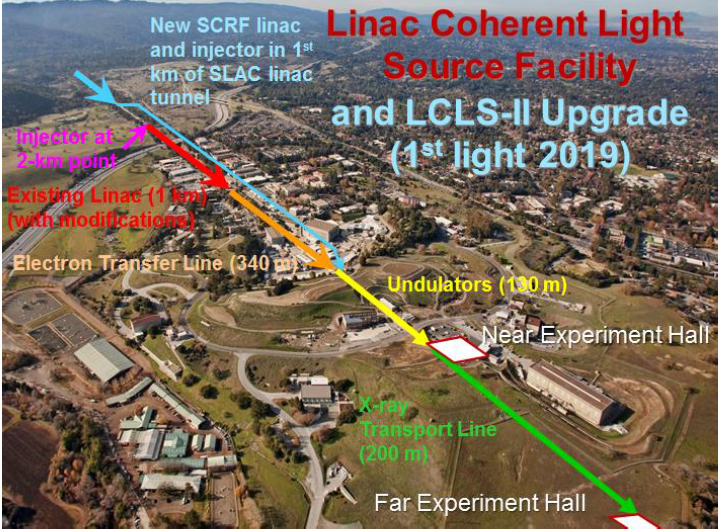 New SCRF linac
and injector in 1st
km of SLAC linac
tunnel
Linac Coherent Light
Source Facility
and LCLS-II Upgrade
(1st light 2019)
Injector at
2-km point
Existing Linac (1 km)
(with modifications)
Electron Transfer Line (340 m)
Undulators (130 m)
Near Experiment Hall
X-ray
Transport Line
(200 m)
Far Experiment Hall